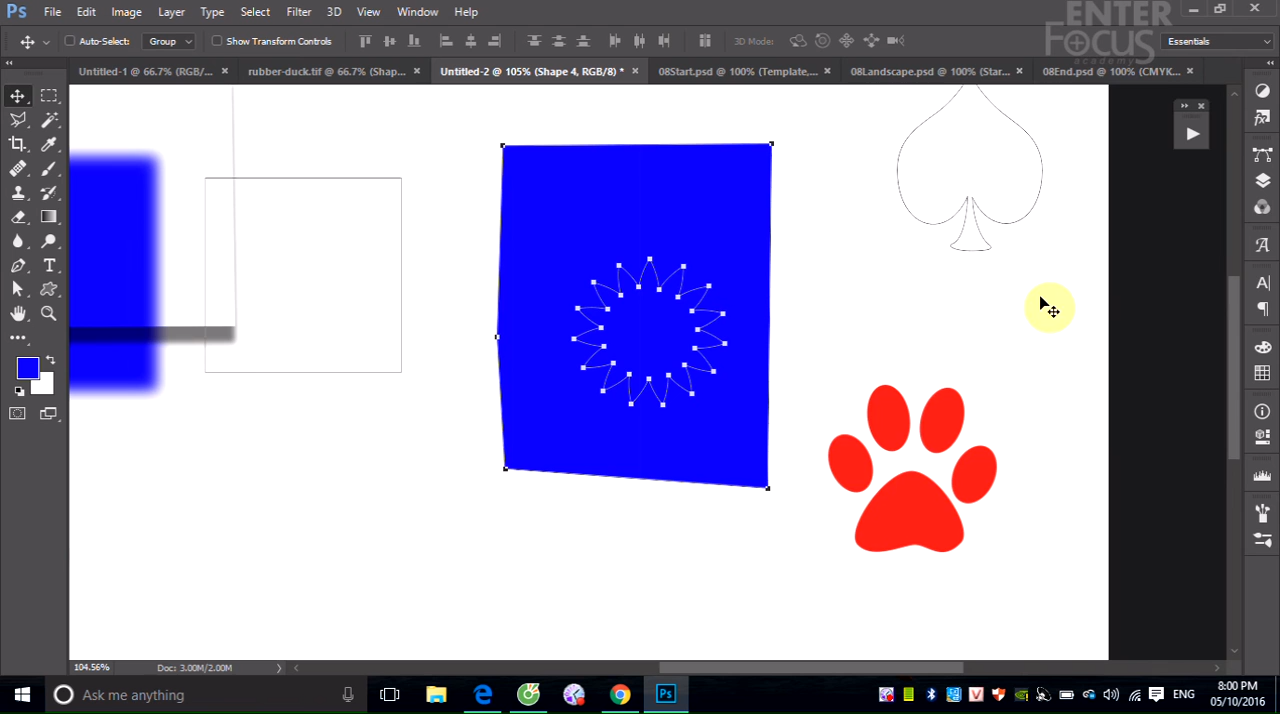 Ps File Edit Image Layer Type Select Filter 3D View Window Help
ENTER
FOCUS
academy
Auto-Select: Group Show Transform Controls 3D Mode: Essentials
Untitled-1 @ 66.7% (RGB/... × rubber-duck.tif @ 66.7% (Shap... × Untitled-2 @ 105% (Shape 4, RGB/8) * × 08Start.psd @ 100% (Template,... × 08Landscape.psd @ 100% (Star... × 08End.psd @ 100% (CMYK... ×
104.56% Doc: 3.00M/2.00M
Ask me anything
Ps
ENG
8:00 PM
05/10/2016